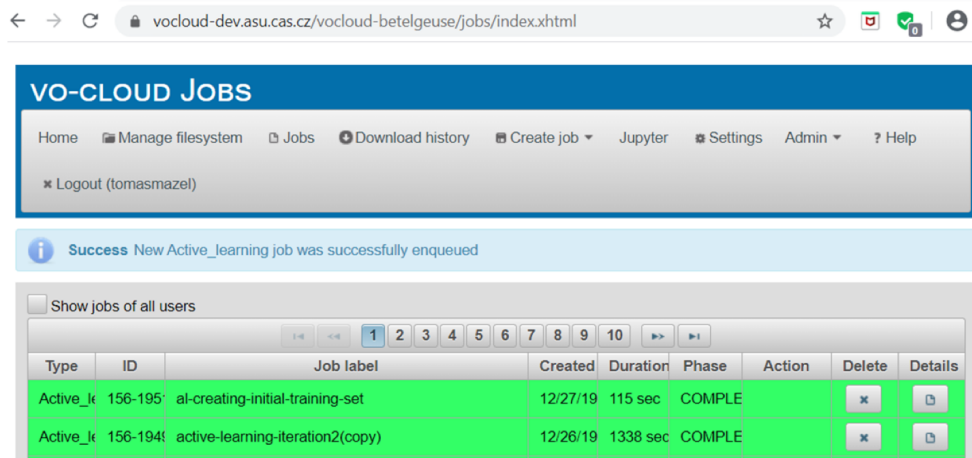 vocloud-dev.asu.cas.cz/vocloud-betelgeuse/jobs/index.xhtml
0
VO-CLOUD JOBS
Home Manage filesystem Jobs Download history Create job Jupyter Settings Admin ? Help
Logout (tomasmazel)
Success New Active_learning job was successfully enqueued
Show jobs of all users
1 2 3 4 5 6 7 8 9 10
Type ID Job label Created Duration Phase Action Delete Details
Active_le 156-195 al-creating-initial-training-set 12/27/19 115 sec COMPLE
Active_le 156-1949 active-learning-iteration2(copy) 12/26/19 1338 sec COMPLE